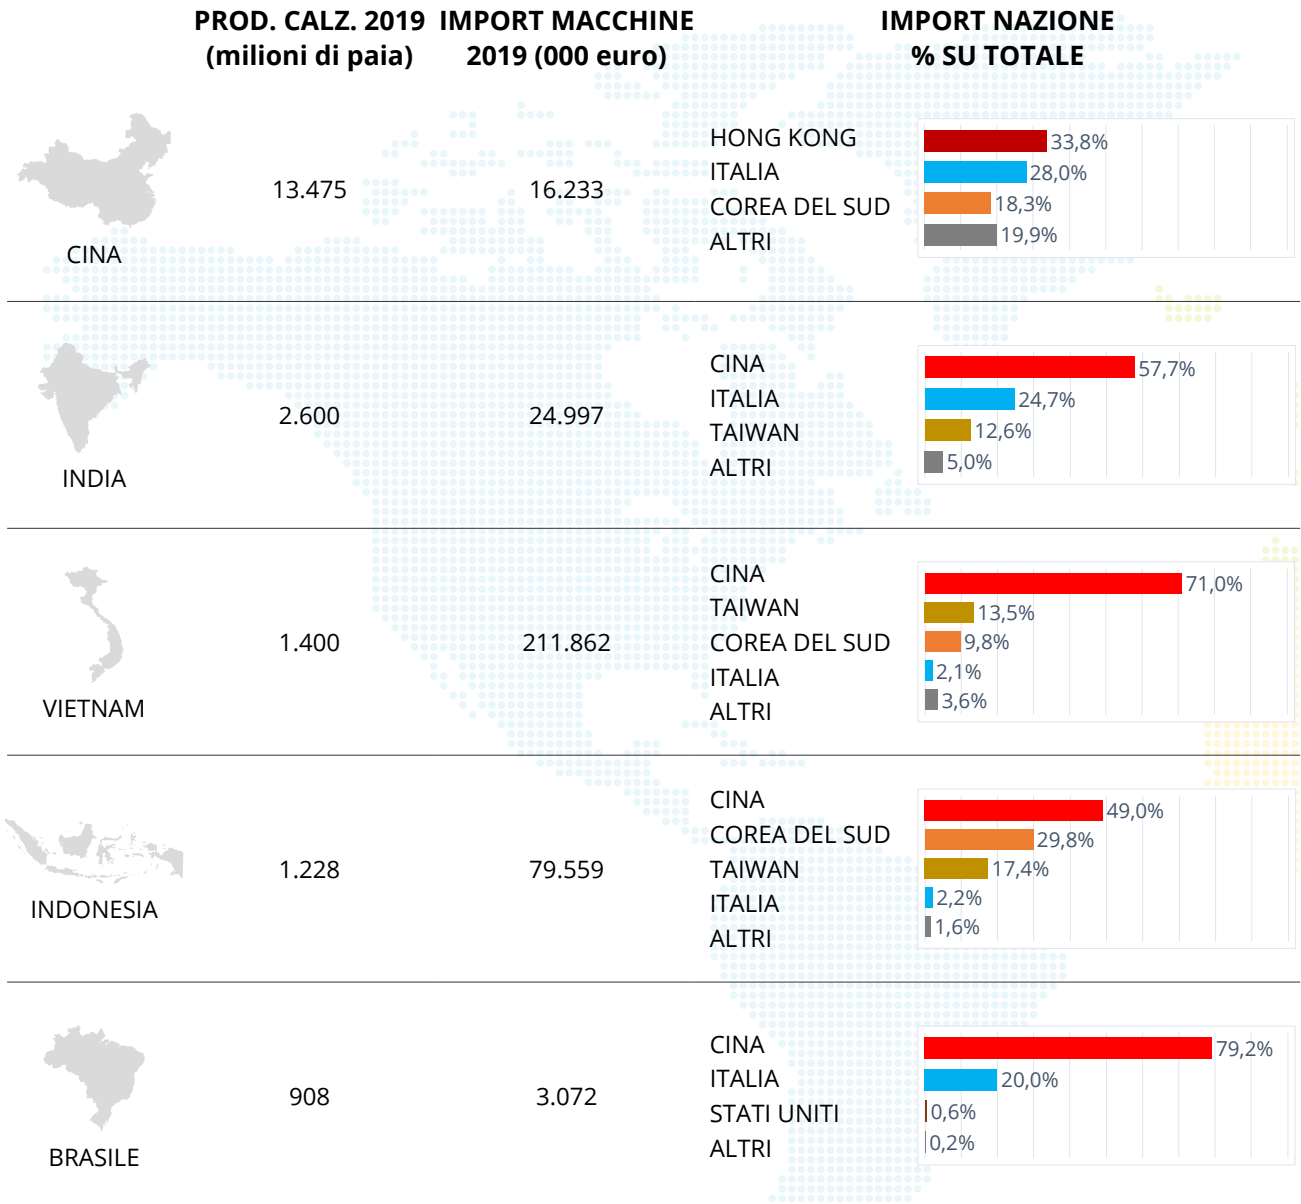 PROD. CALZ. 2019
(milioni di paia)
IMPORT MACCHINE
2019 (000 euro)
IMPORT NAZIONE
% SU TOTALE
CINA
13.475
16.233
HONG KONG 33,8%
ITALIA 28,0%
COREA DEL SUD 18,3%
ALTRI 19,9%
INDIA
2.600
24.997
CINA 57,7%
ITALIA 24,7%
TAIWAN 12,6%
ALTRI 5,0%
VIETNAM
1.400
211.862
CINA 71,0%
TAIWAN 13,5%
COREA DEL SUD 9,8%
ITALIA 2,1%
ALTRI 3,6%
INDONESIA
1.228
79.559
CINA 49,0%
COREA DEL SUD 29,8%
TAIWAN 17,4%
ITALIA 2,2%
ALTRI 1,6%
BRASILE
908
3.072
CINA 79,2%
ITALIA 20,0%
STATI UNITI 0,6%
ALTRI 0,2%